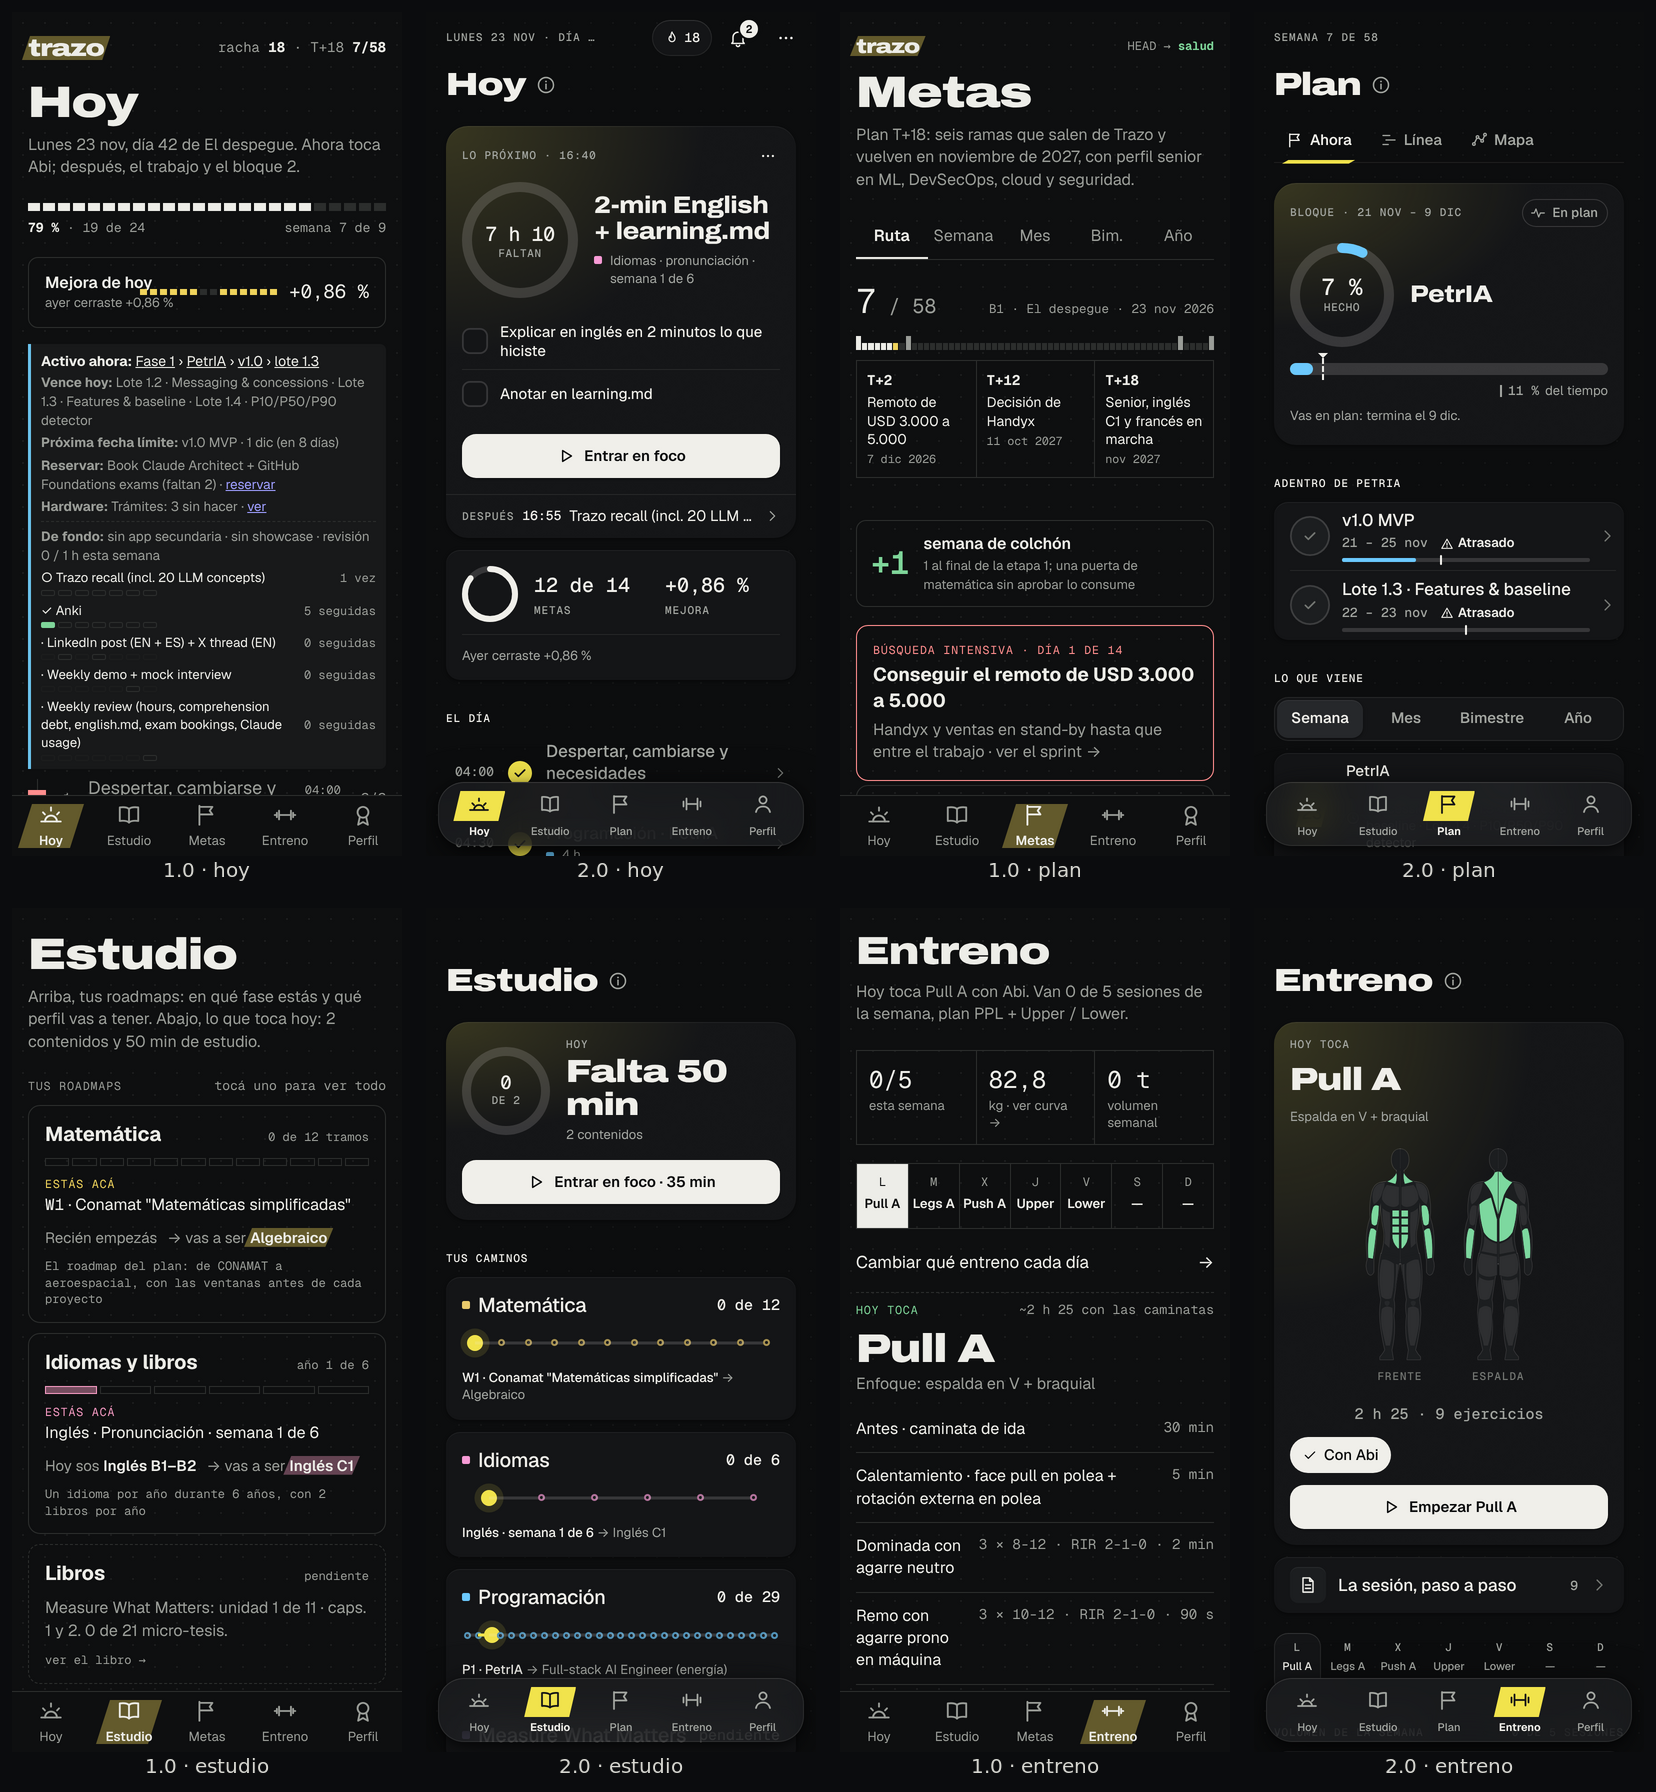 trazo
racha 18 · T+18 7/58
Hoy
Lunes 23 nov, día 42 de El despegue. Ahora toca
Abi; después, el trabajo y el bloque 2.
79 % · 19 de 24
semana 7 de 9
Mejora de hoy
ayer cerraste +0,86 %
+0,86 %
Activo ahora: Fase 1 › PetrIA › v1.0 › lote 1.3
Vence hoy: Lote 1.2 · Messaging & concessions · Lote
1.3 · Features & baseline · Lote 1.4 · P10/P50/P90
detector
Próxima fecha límite: v1.0 MVP · 1 dic (en 8 días)
Reservar: Book Claude Architect + GitHub
Foundations exams (faltan 2) · reservar
Hardware: Trámites: 3 sin hacer · ver
De fondo: sin app secundaria · sin showcase · revisión
0 / 1 h esta semana
Trazo recall (incl. 20 LLM concepts)
1 vez
✓ Anki
5 seguidas
· LinkedIn post (EN + ES) + X thread (EN)
0 seguidas
· Weekly demo + mock interview
0 seguidas
· Weekly review (hours, comprehension
debt, english.md, exam bookings, Claude
usage)
0 seguidas
Despertar, cambiarse y
04:00
Hoy
Estudio
Metas
Entreno
Perfil
1.0 · hoy
LUNES 23 NOV · DÍA …
18
2
Hoy
LO PRÓXIMO · 16:40
7 h 10
FALTAN
2-min English
+ learning.md
Idiomas · pronunciación ·
semana 1 de 6
Explicar en inglés en 2 minutos lo que
hiciste
Anotar en learning.md
Entrar en foco
DESPUÉS 16:55 Trazo recall (incl. 20 LLM …
12 de 14
METAS
+0,86 %
MEJORA
Ayer cerraste +0,86 %
EL DÍA
04:00
Despertar, cambiarse y
necesidades
Hoy
Estudio
Plan
Entreno
Perfil
4 h
2.0 · hoy
trazo
HEAD → salud
Metas
Plan T+18: seis ramas que salen de Trazo y
vuelven en noviembre de 2027, con perfil senior
en ML, DevSecOps, cloud y seguridad.
Ruta
Semana
Mes
Bim.
Año
7 / 58
B1 · El despegue · 23 nov 2026
T+2
Remoto de
USD 3.000 a
5.000
7 dic 2026
T+12
Decisión de
Handyx
11 oct 2027
T+18
Senior, inglés
C1 y francés en
marcha
nov 2027
+1
semana de colchón
1 al final de la etapa 1; una puerta de
matemática sin aprobar lo consume
BÚSQUEDA INTENSIVA · DÍA 1 DE 14
Conseguir el remoto de USD 3.000
a 5.000
Handyx y ventas en stand-by hasta que
entre el trabajo · ver el sprint →
Hoy
Estudio
Metas
Entreno
Perfil
1.0 · plan
SEMANA 7 DE 58
Plan
Ahora
Línea
Mapa
BLOQUE · 21 NOV – 9 DIC
En plan
7 %
HECHO
PetrIA
11 % del tiempo
Vas en plan: termina el 9 dic.
ADENTRO DE PETRIA
v1.0 MVP
21 – 25 nov
Atrasado
Lote 1.3 · Features & baseline
22 – 23 nov
Atrasado
LO QUE VIENE
Semana
Mes
Bimestre
Año
PetrIA
Hoy
Estudio
Plan
Entreno
Perfil
detector
2.0 · plan
Estudio
Arriba, tus roadmaps: en qué fase estás y qué
perfil vas a tener. Abajo, lo que toca hoy: 2
contenidos y 50 min de estudio.
TUS ROADMAPS
tocá uno para ver todo
Matemática
0 de 12 tramos
ESTÁS ACÁ
W1 · Conamat "Matemáticas simplificadas"
Recién empezás → vas a ser Algebraico
El roadmap del plan: de CONAMAT a
aeroespacial, con las ventanas antes de cada
proyecto
Idiomas y libros
año 1 de 6
ESTÁS ACÁ
Inglés · Pronunciación · semana 1 de 6
Hoy sos Inglés B1–B2 → vas a ser Inglés C1
Un idioma por año durante 6 años, con 2
libros por año
Libros
pendiente
Measure What Matters: unidad 1 de 11 · caps.
1 y 2. 0 de 21 micro-tesis.
ver el libro →
Hoy
Estudio
Metas
Entreno
Perfil
1.0 · estudio
Estudio
HOY
0
DE 2
Falta 50
min
2 contenidos
Entrar en foco · 35 min
TUS CAMINOS
Matemática
0 de 12
W1 · Conamat "Matemáticas simplificadas" →
Algebraico
Idiomas
0 de 6
Inglés · semana 1 de 6 → Inglés C1
Programación
0 de 29
P1 · PetrIA → Full-stack AI Engineer (energía)
Hoy
Estudio
Plan
Entreno
Perfil
Measure What Matters
pendiente
2.0 · estudio
Entreno
Hoy toca Pull A con Abi. Van 0 de 5 sesiones de
la semana, plan PPL + Upper / Lower.
0/5
esta semana
82,8
kg · ver curva
→
0 t
volumen
semanal
L
Pull A
M
Legs A
X
Push A
J
Upper
V
Lower
S
—
D
—
Cambiar qué entreno cada día
→
HOY TOCA
~2 h 25 con las caminatas
Pull A
Enfoque: espalda en V + braquial
Antes · caminata de ida
30 min
Calentamiento · face pull en polea +
rotación externa en polea
5 min
Dominada con
agarre neutro
3 × 8-12 · RIR 2-1-0 · 2 min
Remo con
agarre prono
en máquina
3 × 10-12 · RIR 2-1-0 · 90 s
Hoy
Estudio
Metas
Entreno
Perfil
1.0 · entreno
Entreno
HOY TOCA
Pull A
Espalda en V + braquial
FRENTE
ESPALDA
2 h 25 · 9 ejercicios
Con Abi
Empezar Pull A
La sesión, paso a paso
9
L
Pull A
M
Legs A
X
Push A
J
Upper
V
Lower
S
—
D
—
Hoy
Estudio
Plan
Entreno
Perfil
2.0 · entreno